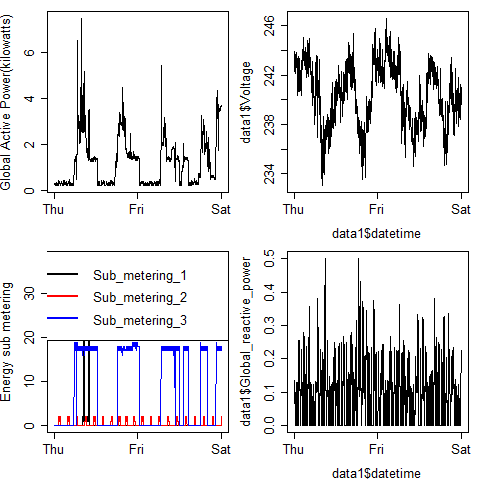 Global Active Power(kilowatts)
0 2 4 6
Thu Fri Sat
data1$Voltage
234 238 242 246
Thu Fri Sat
data1$datetime
Energy sub metering
0 10 20 30
Sub_metering_1
Sub_metering_2
Sub_metering_3
Thu Fri Sat
data1$Global_reactive_power
0.0 0.1 0.2 0.3 0.4 0.5
Thu Fri Sat
data1$datetime